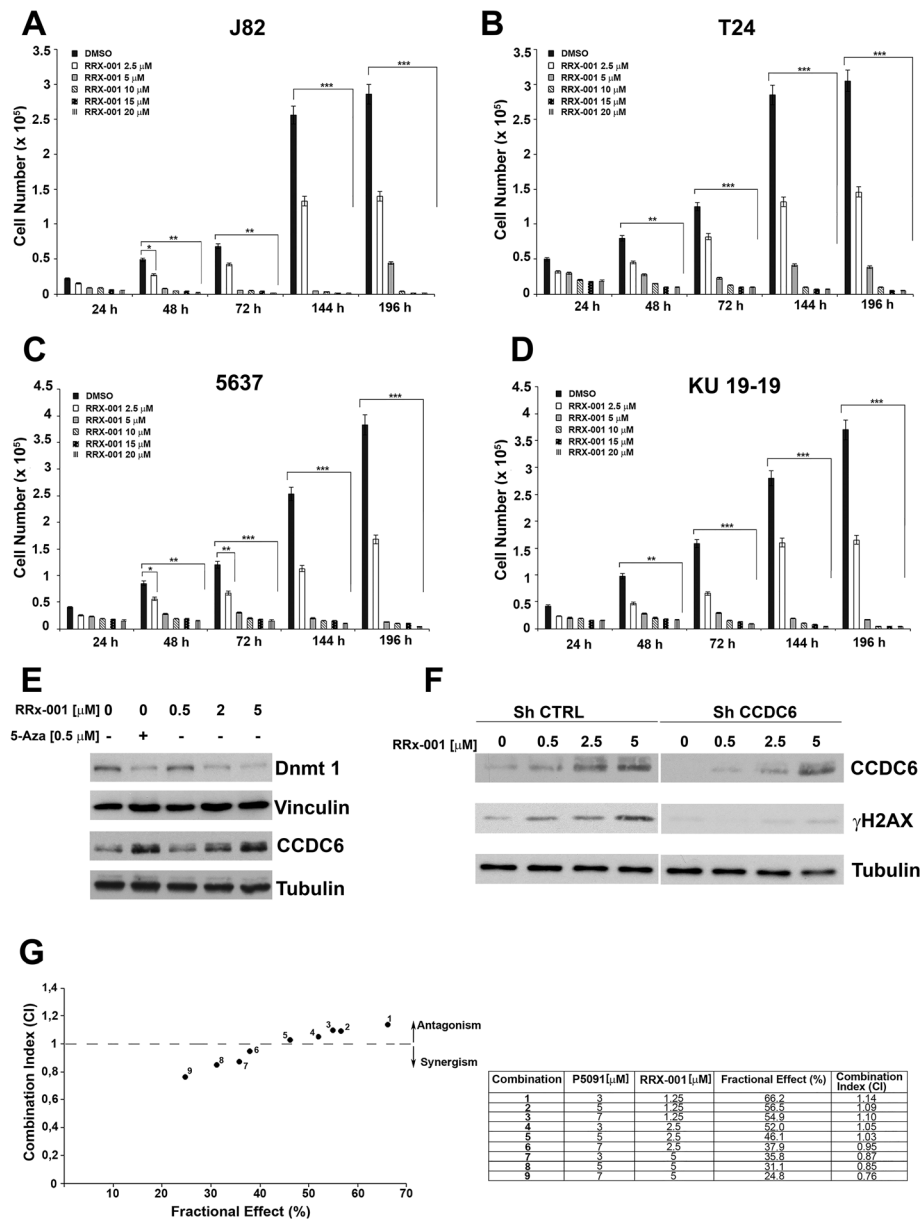 A
J82
Cell Number (x 10⁵)
3.5
3
2.5
2
1.5
1
0.5
0
DMSO
RRX-001 2.5 µM
RRX-001 5 µM
RRX-001 10 µM
RRX-001 15 µM
RRX-001 20 µM
*
**
**
***
***
24 h
48 h
72 h
144 h
196 h
B
T24
Cell Number (x 10⁵)
3.5
3
2.5
2
1.5
1
0.5
0
DMSO
RRX-001 2.5 µM
RRX-001 5 µM
RRX-001 10 µM
RRX-001 15 µM
RRX-001 20 µM
**
***
***
***
24 h
48 h
72 h
144 h
196 h
C
5637
Cell Number (x 10⁵)
4.5
4
3.5
3
2.5
2
1.5
1
0.5
0
DMSO
RRX-001 2.5 µM
RRX-001 5 µM
RRX-001 10 µM
RRX-001 15 µM
RRX-001 20 µM
*
**
**
***
***
***
24 h
48 h
72 h
144 h
196 h
D
KU 19-19
Cell Number (x 10⁵)
4.5
4
3.5
3
2.5
2
1.5
1
0.5
0
DMSO
RRX-001 2.5 µM
RRX-001 5 µM
RRX-001 10 µM
RRX-001 15 µM
RRX-001 20 µM
**
***
***
***
24 h
48 h
72 h
144 h
196 h
E
RRx-001 [µM] 0 0 0.5 2 5
5-Aza [0.5 µM] - + - - -
Dnmt 1
Vinculin
CCDC6
Tubulin
F
Sh CTRL Sh CCDC6
RRx-001 [µM] 0 0.5 2.5 5 0 0.5 2.5 5
CCDC6
γH2AX
Tubulin
G
Combination Index (CI)
1,4
1,2
1
0,8
0,6
0,4
0,2
0
10 20 30 40 50 60 70
Fractional Effect (%)
1
2
3
4
5
6
7
8
9
Antagonism
Synergism
Combination P5091[µM] RRX-001[µM] Fractional Effect (%) Combination Index (CI)
1 3 1.25 66.2 1.14
2 5 1.25 56.5 1.09
3 7 1.25 54.9 1.10
4 3 2.5 52.0 1.05
5 5 2.5 46.1 1.03
6 7 2.5 37.9 0.95
7 3 5 35.8 0.87
8 5 5 31.1 0.85
9 7 5 24.8 0.76